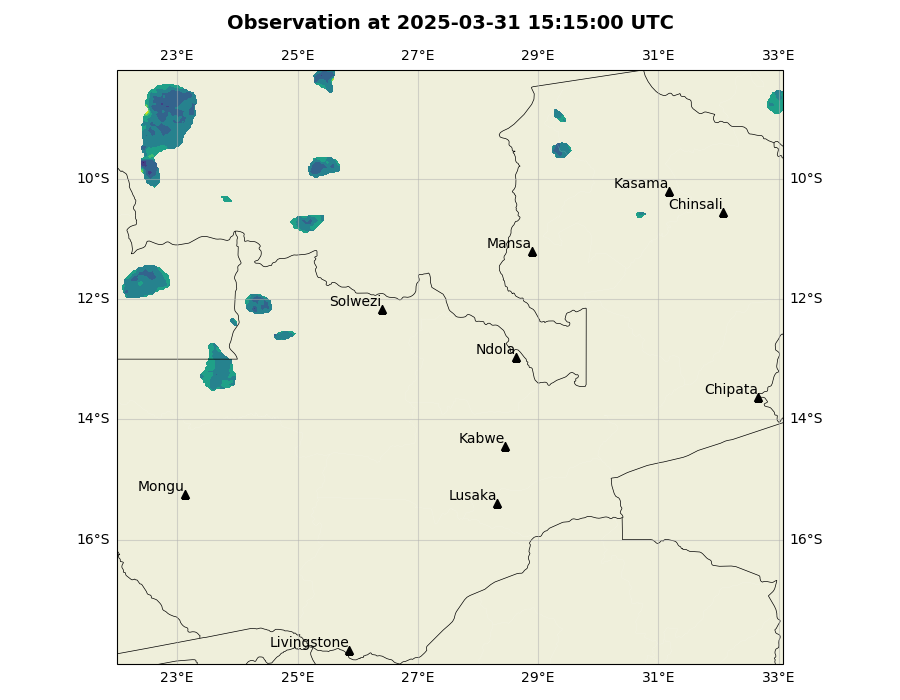 Observation at 2025-03-31 15:15:00 UTC
23°E 25°E 27°E 29°E 31°E 33°E
10°S 10°S
Kasama
Chinsali
Mansa
12°S 12°S
Solwezi
Ndola
Chipata
14°S 14°S
Kabwe
Mongu
Lusaka
16°S 16°S
Livingstone
23°E 25°E 27°E 29°E 31°E 33°E